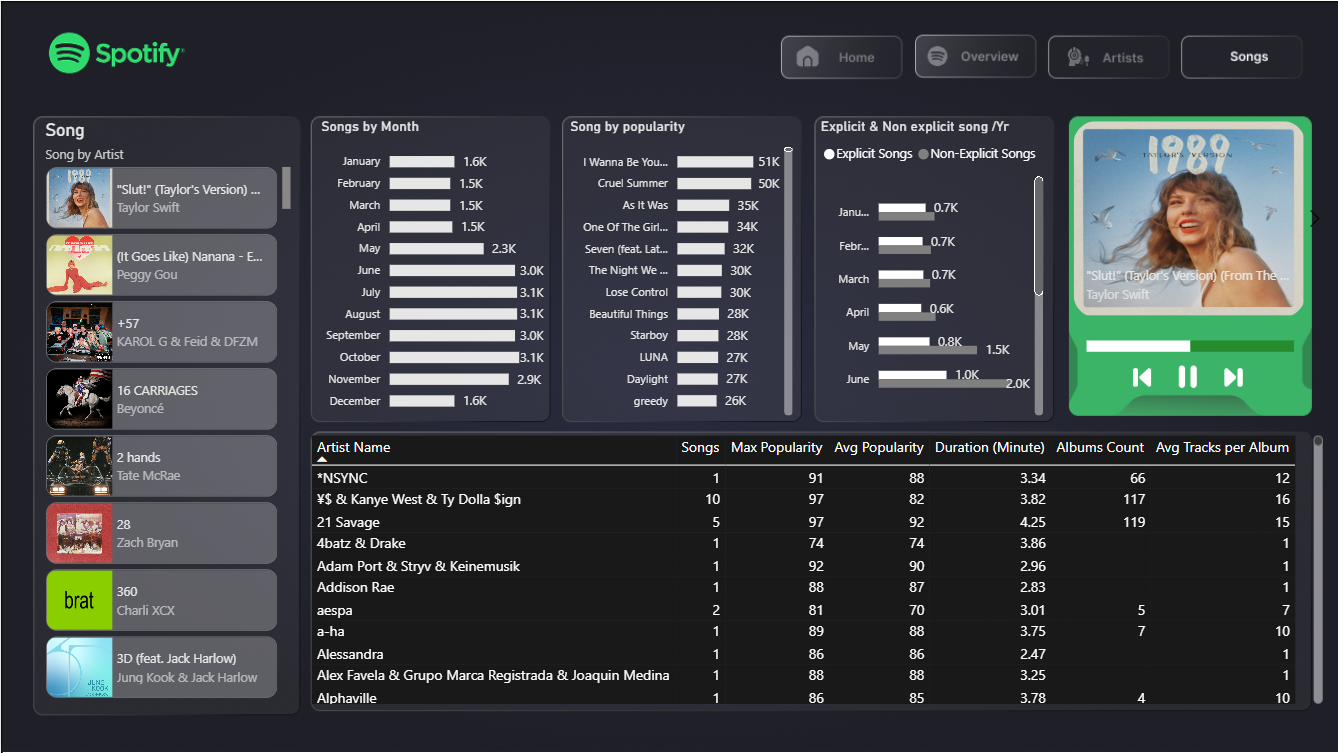 Spotify
Home
Overview
Artists
Songs
Song
Song by Artist
"Slut!" (Taylor's Version) ...
Taylor Swift
(It Goes Like) Nanana - E...
Peggy Gou
+57
KAROL G & Feid & DFZM
16 CARRIAGES
Beyoncé
2 hands
Tate McRae
28
Zach Bryan
brat
360
Charli XCX
JUNG
KOOK
3D (feat. Jack Harlow)
Jung Kook & Jack Harlow
Songs by Month
January 1.6K
February 1.5K
March 1.5K
April 1.5K
May 2.3K
June 3.0K
July 3.1K
August 3.1K
September 3.0K
October 3.1K
November 2.9K
December 1.6K
Song by popularity
I Wanna Be You... 51K
Cruel Summer 50K
As It Was 35K
One Of The Girl... 34K
Seven (feat. Lat... 32K
The Night We ... 30K
Lose Control 30K
Beautiful Things 28K
Starboy 28K
LUNA 27K
Daylight 27K
greedy 26K
Explicit & Non explicit song /Yr
Explicit Songs Non-Explicit Songs
Janu... 0.7K
Febr... 0.7K
March 0.7K
April 0.6K
May 0.8K 1.5K
June 1.0K 2.0K
1989
TAYLOR'S VERSION
"Slut!" (Taylor's Version) (From The ...
Taylor Swift
Artist Name Songs Max Popularity Avg Popularity Duration (Minute) Albums Count Avg Tracks per Album
*NSYNC 1 91 88 3.34 66 12
¥$ & Kanye West & Ty Dolla $ign 10 97 82 3.82 117 16
21 Savage 5 97 92 4.25 119 15
4batz & Drake 1 74 74 3.86 1
Adam Port & Stryv & Keinemusik 1 92 90 2.96 1
Addison Rae 1 88 87 2.83 1
aespa 2 81 70 3.01 5 7
a-ha 1 89 88 3.75 7 10
Alessandra 1 86 86 2.47 1
Alex Favela & Grupo Marca Registrada & Joaquin Medina 1 88 88 3.25 1
Alphaville 1 86 85 3.78 4 10